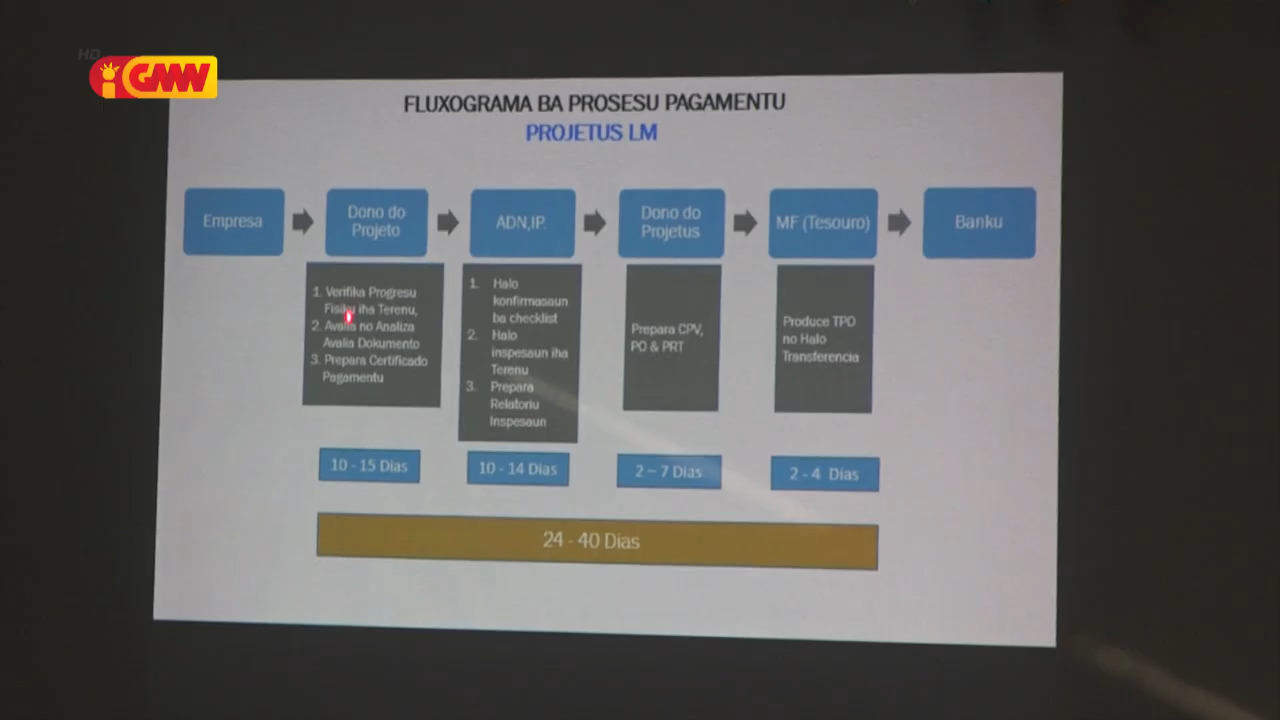 HD
GMN
FLUXOGRAMA BA PROSESU PAGAMENTU
PROJETUS LM
Empresa
Dono do
Projeto
ADN,IP.
Dono do
Projetus
MF (Tesouro)
Banku
1. Verifika Progresu
Fisiku iha Terenu,
2. Avalia no Analiza
Avalia Dokumento
3. Prepara Certificado
Pagamentu
1. Halo
konfirmasaun
ba checklist
2. Halo
inspesaun iha
Terenu
3. Prepara
Relatoriu
Inspesaun
Prepara CPV,
PO & PRT
Produce TPO
no Halo
Transferencia
10 - 15 Dias
10 - 14 Dias
2 – 7 Dias
2 - 4 Dias
24 - 40 Dias